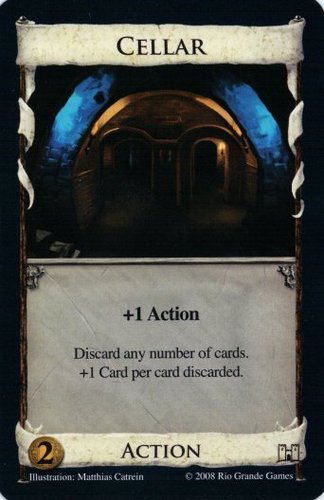 CELLAR
+1 Action
Discard any number of cards.
+1 Card per card discarded.
2
ACTION
Illustration: Matthias Catrein
© 2008 Rio Grande Games